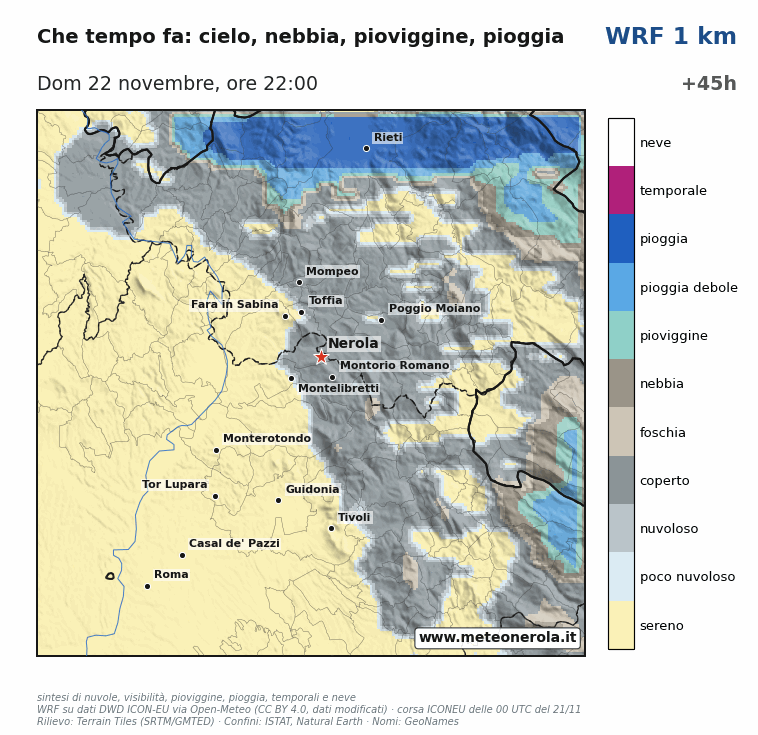 Che tempo fa: cielo, nebbia, pioviggine, pioggia
WRF 1 km
Dom 22 novembre, ore 22:00
+45h
Rieti
Mompeo
Toffia
Fara in Sabina
Poggio Moiano
Nerola
Montorio Romano
Montelibretti
Monterotondo
Tor Lupara
Guidonia
Tivoli
Casal de' Pazzi
Roma
www.meteonerola.it
neve
temporale
pioggia
pioggia debole
pioviggine
nebbia
foschia
coperto
nuvoloso
poco nuvoloso
sereno
sintesi di nuvole, visibilità, pioviggine, pioggia, temporali e neve
WRF su dati DWD ICON-EU via Open-Meteo (CC BY 4.0, dati modificati) · corsa ICONEU delle 00 UTC del 21/11
Rilievo: Terrain Tiles (SRTM/GMTED) · Confini: ISTAT, Natural Earth · Nomi: GeoNames